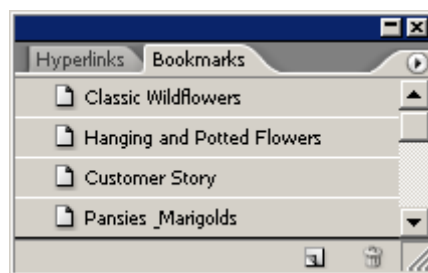 Hyperlinks Bookmarks
Classic Wildflowers
Hanging and Potted Flowers
Customer Story
Pansies _Marigolds